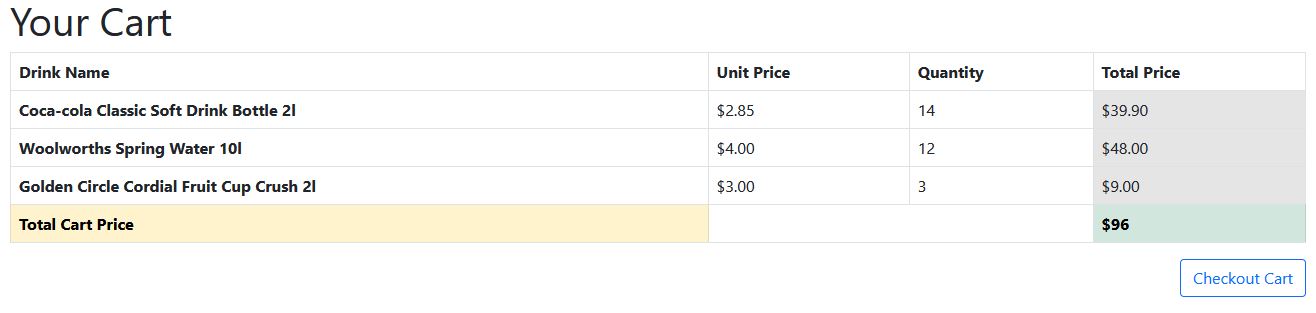 Your Cart
Drink Name Unit Price Quantity Total Price
Coca-cola Classic Soft Drink Bottle 2l $2.85 14 $39.90
Woolworths Spring Water 10l $4.00 12 $48.00
Golden Circle Cordial Fruit Cup Crush 2l $3.00 3 $9.00
Total Cart Price $96
Checkout Cart